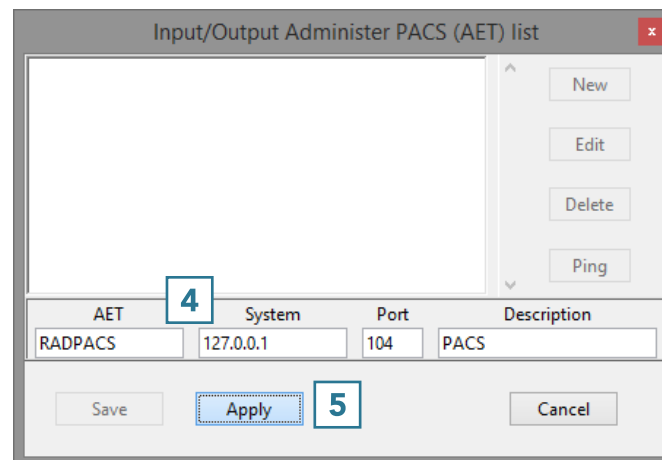 Input/Output Administer PACS (AET) list
x
New
Edit
Delete
Ping
4
AET System Port Description
RADPACS 127.0.0.1 104 PACS
Save Apply 5 Cancel